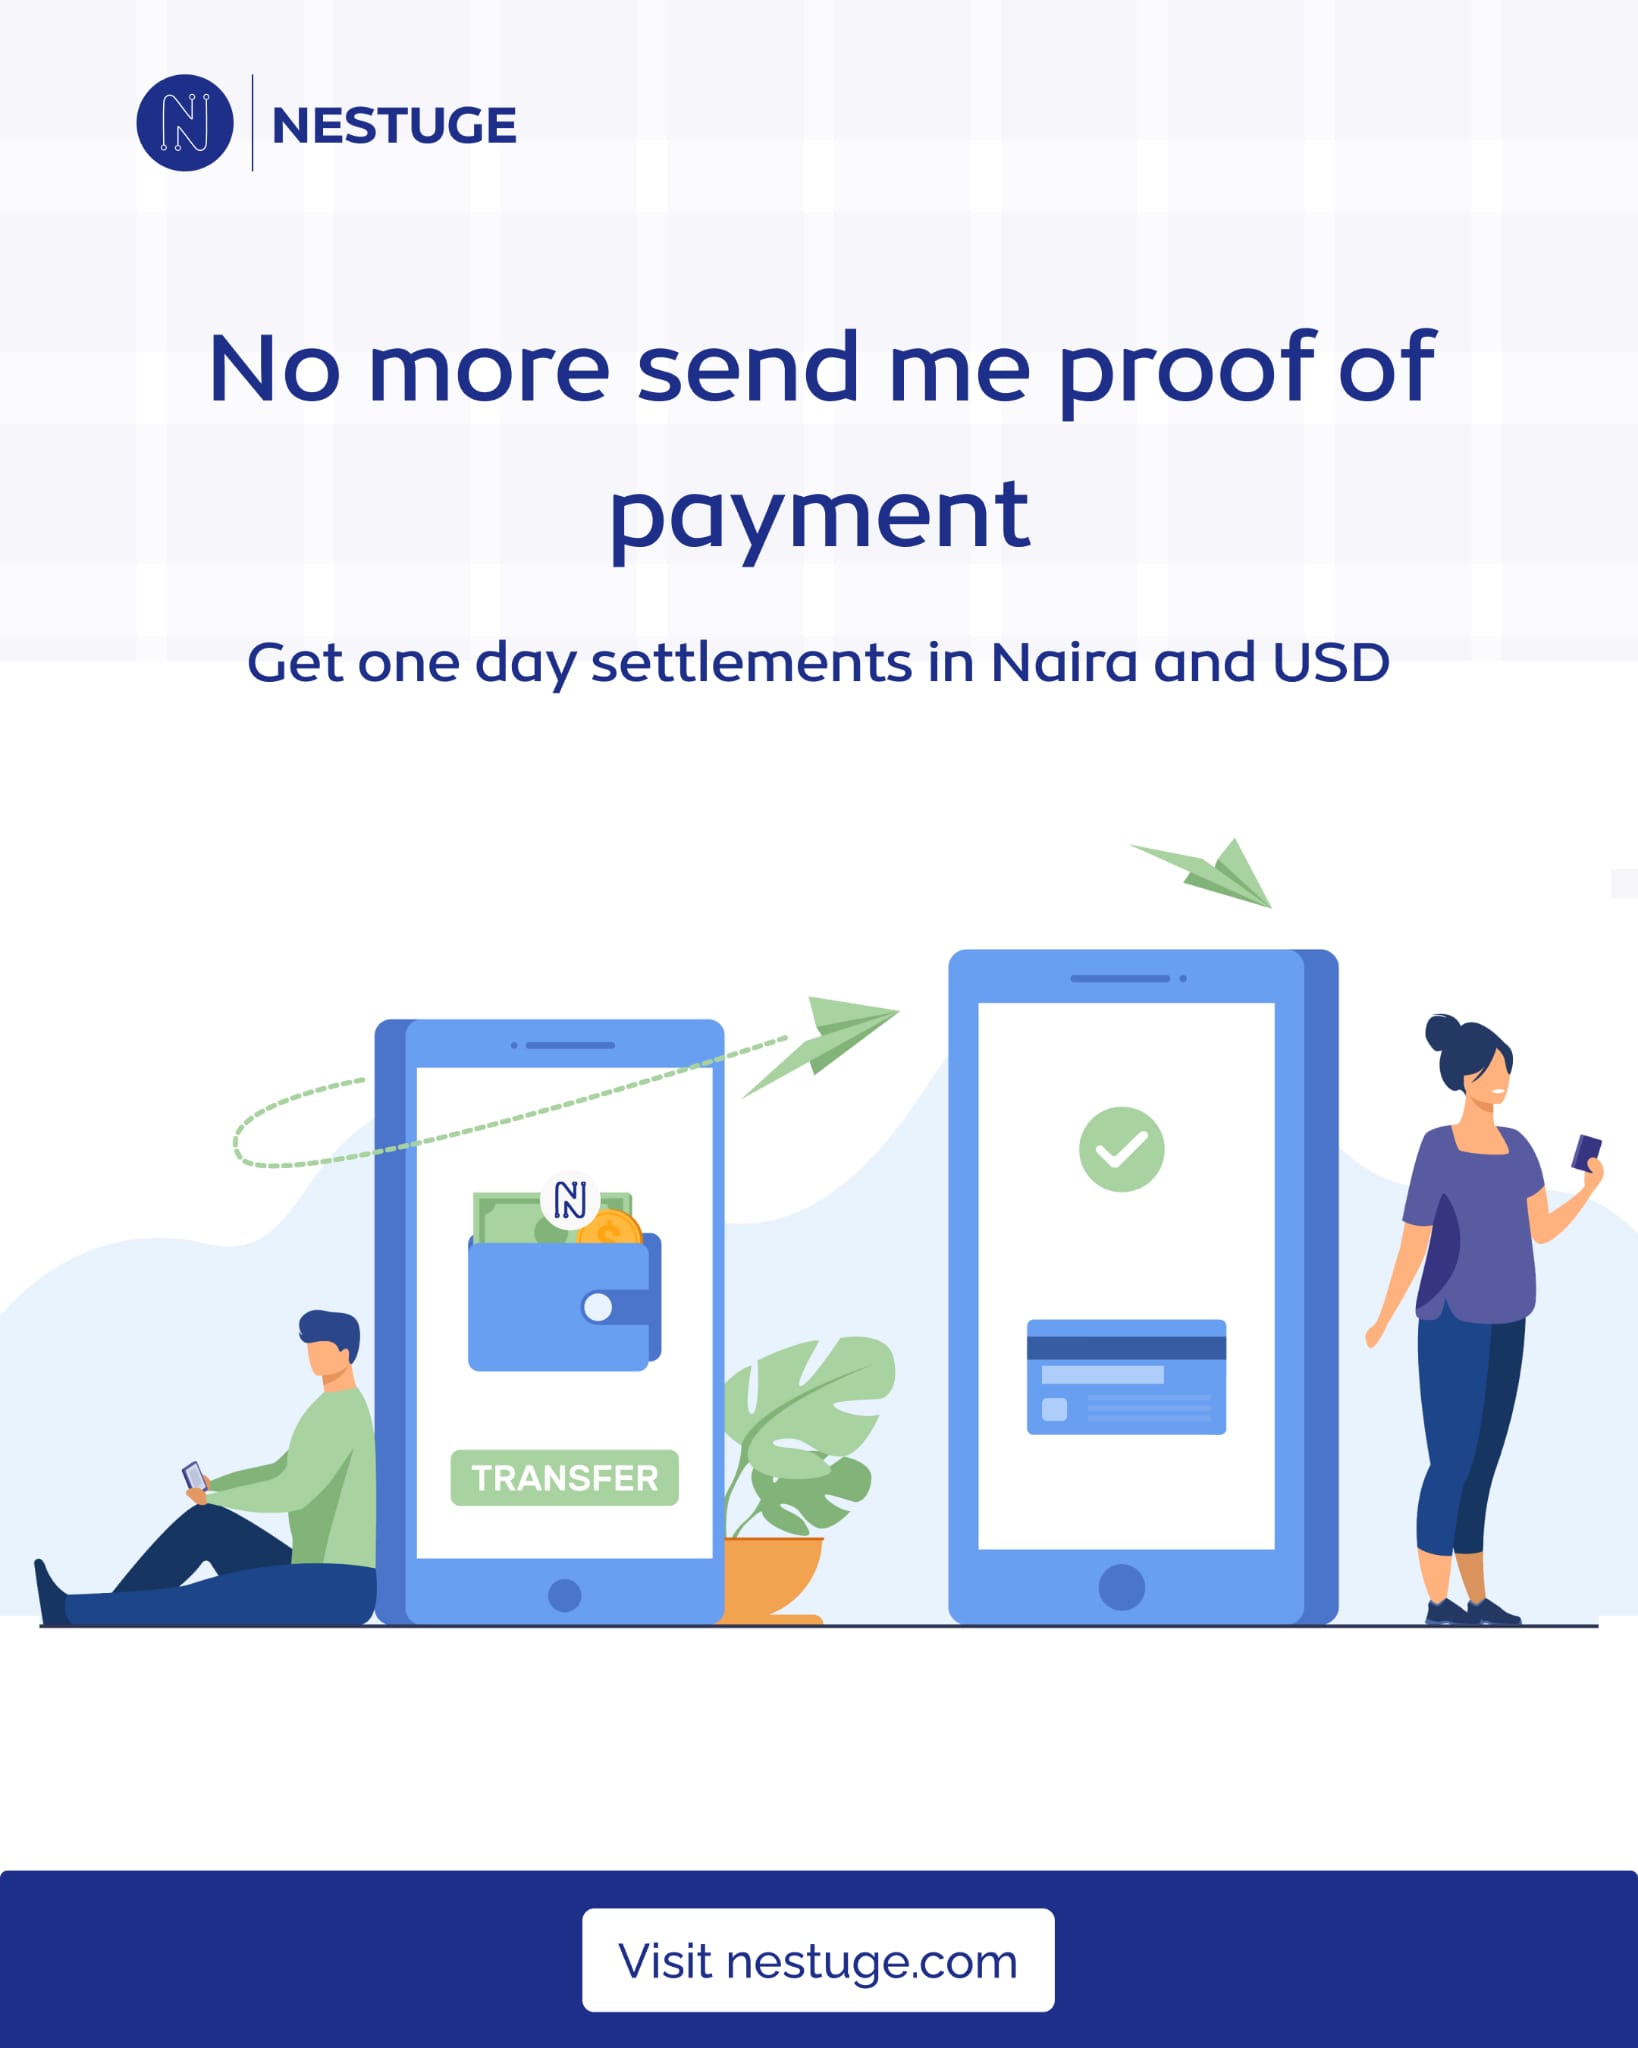 NESTUGE
No more send me proof of
payment
Get one day settlements in Naira and USD
TRANSFER
Visit nestuge.com